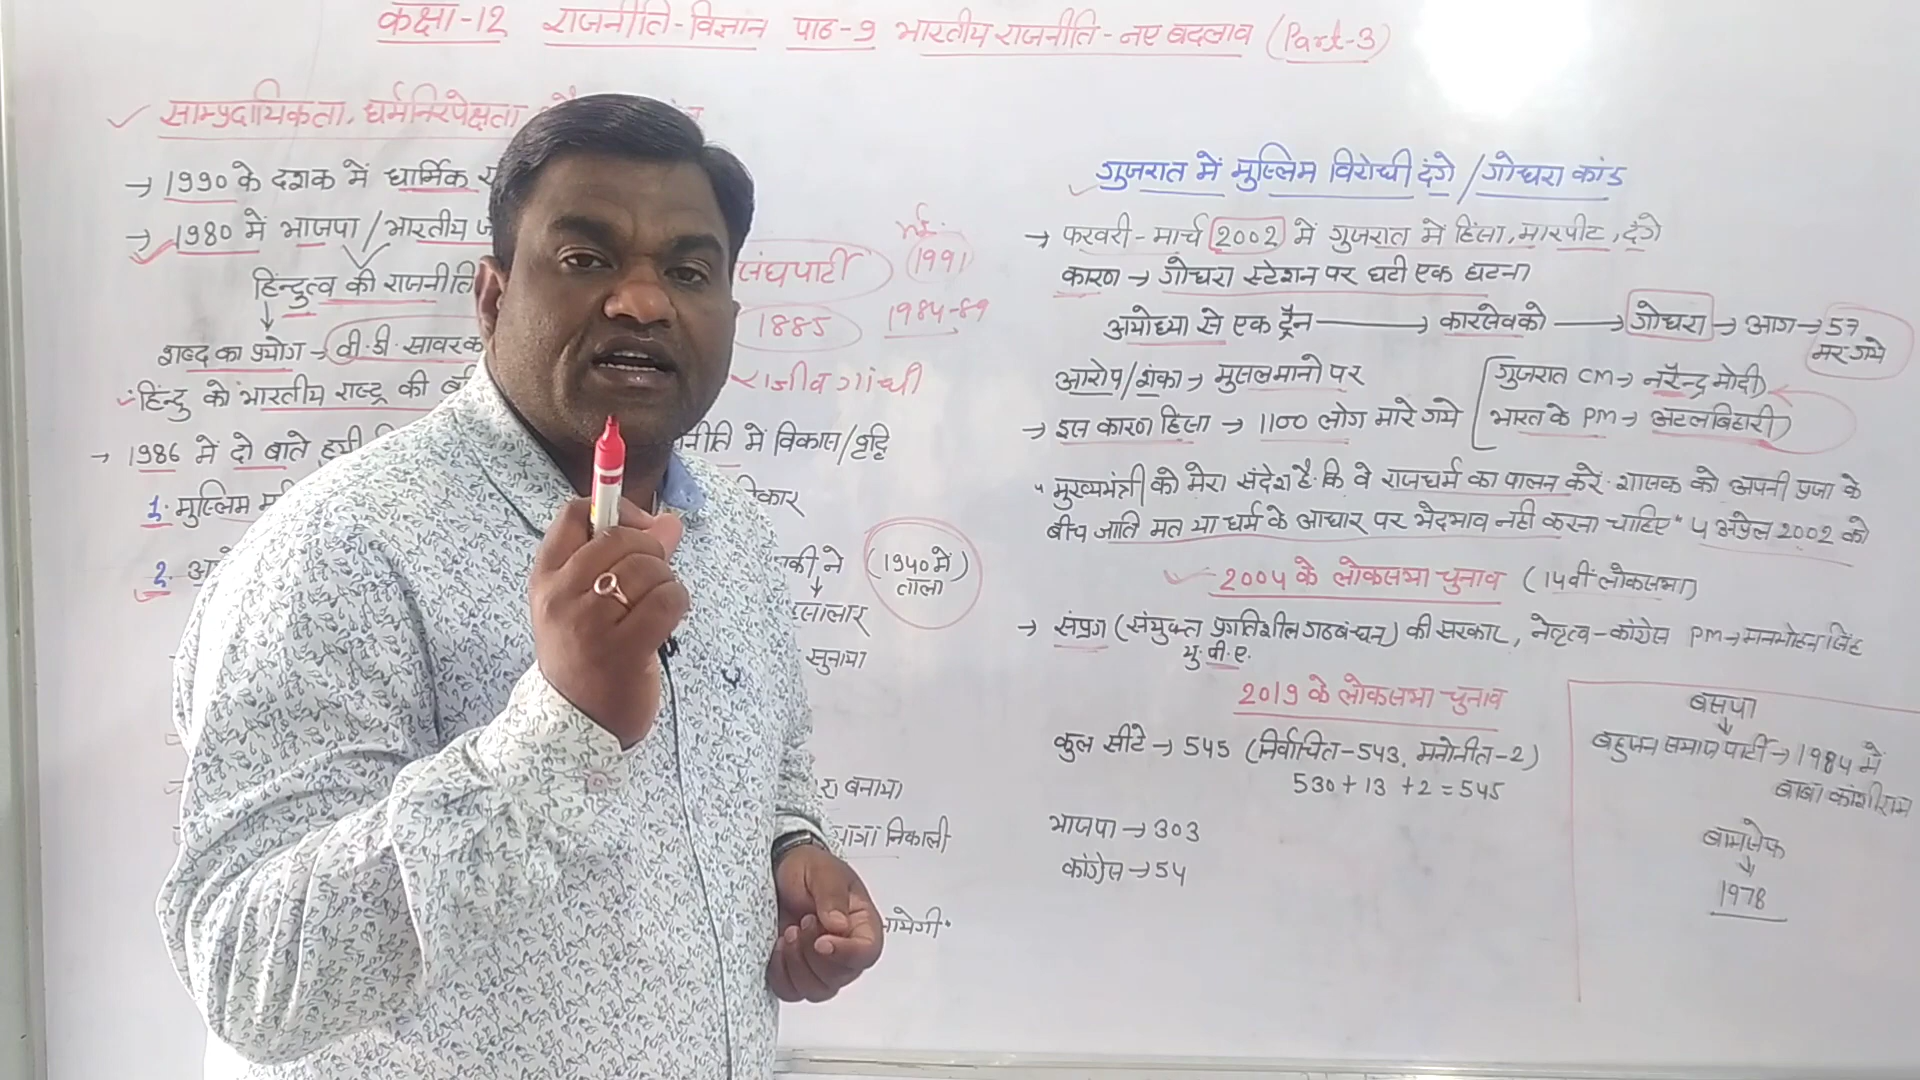 कक्षा-12 राजनीति-विज्ञान पाठ-9 भारतीय राजनीति-नए बदलाव (Part-3)
साम्प्रदायिकता, धर्मनिरपेक्षता
→ 1990 के दशक में धार्मिक
→ 1980 में भाजपा/भारतीय ज
हिन्दुत्व की राजनीति
शब्द का प्रयोग → वी.डी. सावरक
हिन्दु को भारतीय राष्ट्र की
→ 1986 में दो बाते हुयी
नीति में विकास/वृद्धि
1. मुस्लिम
2.
संघपार्टी
1885
मई
1991
1984-89
राजीव गांधी
की ने
(1940 में)
ताला
सुनाया
बनाया
यात्रा निकाली
गुजरात में मुस्लिम विरोधी दंगे/गोधरा कांड
→ फरवरी-मार्च 2002 में गुजरात में हिंसा, मारपीट, दंगे
कारण → गोधरा स्टेशन पर घटी एक घटना
अयोध्या से एक ट्रैन → कारसेवको → गोधरा → आग → 57
मर गये
आरोप/शंका → मुसलमानो पर
गुजरात CM → नरेन्द्र मोदी
→ इस कारण हिंसा → 1100 लोग मारे गये
भारत के PM → अटलबिहारी
"मुख्यमंत्री को मेरा संदेश है कि वे राजधर्म का पालन करें. शासक को अपनी प्रजा के
बीच जाति मत या धर्म के आधार पर भेदभाव नही करना चाहिए" 4 अप्रेल 2002 को
2004 के लोकसभा चुनाव (14वीं लोकसभा)
→ संप्रग (संयुक्त प्रगतिशील गठबंधन) की सरकार, नेतृत्व-कांग्रेस PM → मनमोहन सिंह
यु.पी.ए.
2019 के लोकसभा चुनाव
कुल सीटे → 545 (निर्वाचित-543, मनोनीत-2)
530+13+2=545
भाजपा → 303
कांग्रेस → 54
बसपा
बहुजन समाज पार्टी → 1984 में
बाबा कांशीराम
बामसेफ
1978